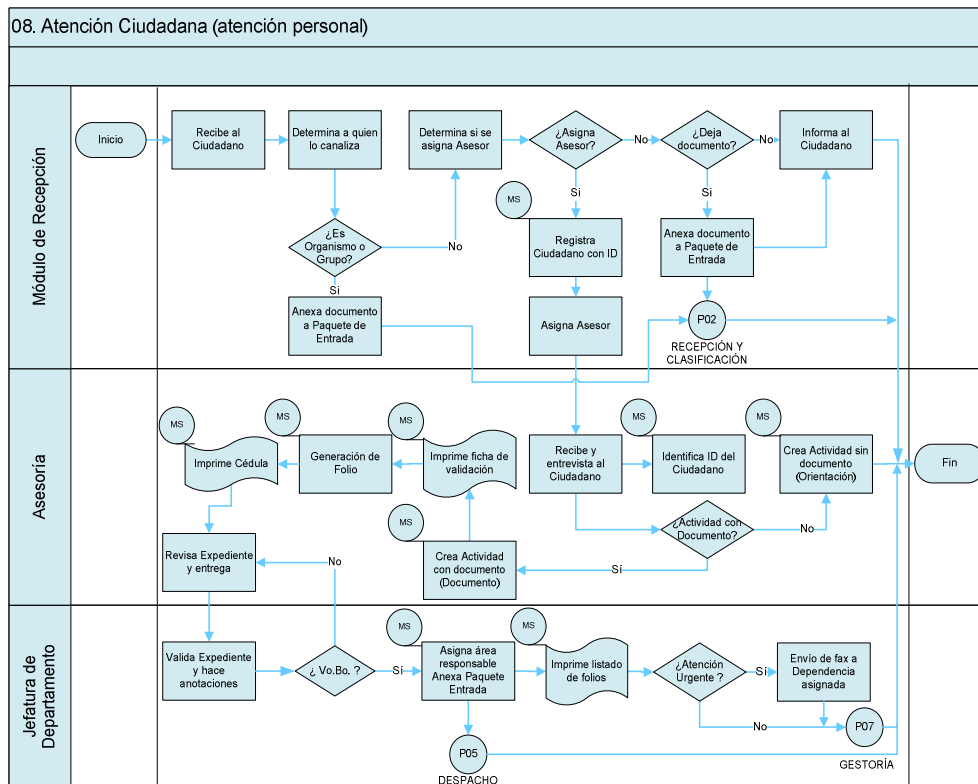 08. Atención Ciudadana (atención personal)
Módulo de Recepción
Inicio
Recibe al
Ciudadano
Determina a quien
lo canaliza
Determina si se
asigna Asesor
¿Asigna
Asesor?
No
¿Deja
documento?
No
Informa al
Ciudadano
Si
Si
MS
¿Es
Organismo o
Grupo?
No
Registra
Ciudadano con ID
Anexa documento
a Paquete de
Entrada
Si
Anexa documento
a Paquete de
Entrada
Asigna Asesor
P02
RECEPCIÓN Y
CLASIFICACIÓN
Asesoría
MS
Imprime Cédula
MS
Generación de
Folio
MS
Imprime ficha de
validación
Recibe y
entrevista al
Ciudadano
MS
Identifica ID del
Ciudadano
MS
Crea Actividad sin
documento
(Orientación)
Fin
¿Actividad con
Documento?
No
Sí
MS
Crea Actividad
con documento
(Documento)
Revisa Expediente
y entrega
No
Jefatura de
Departamento
Valida Expediente
y hace
anotaciones
¿ Vo.Bo. ?
Sí
MS
Asigna área
responsable
Anexa Paquete
Entrada
MS
Imprime listado
de folios
¿Atención
Urgente ?
Sí
Envío de fax a
Dependencia
asignada
No
P07
GESTORÍA
P05
DESPACHO